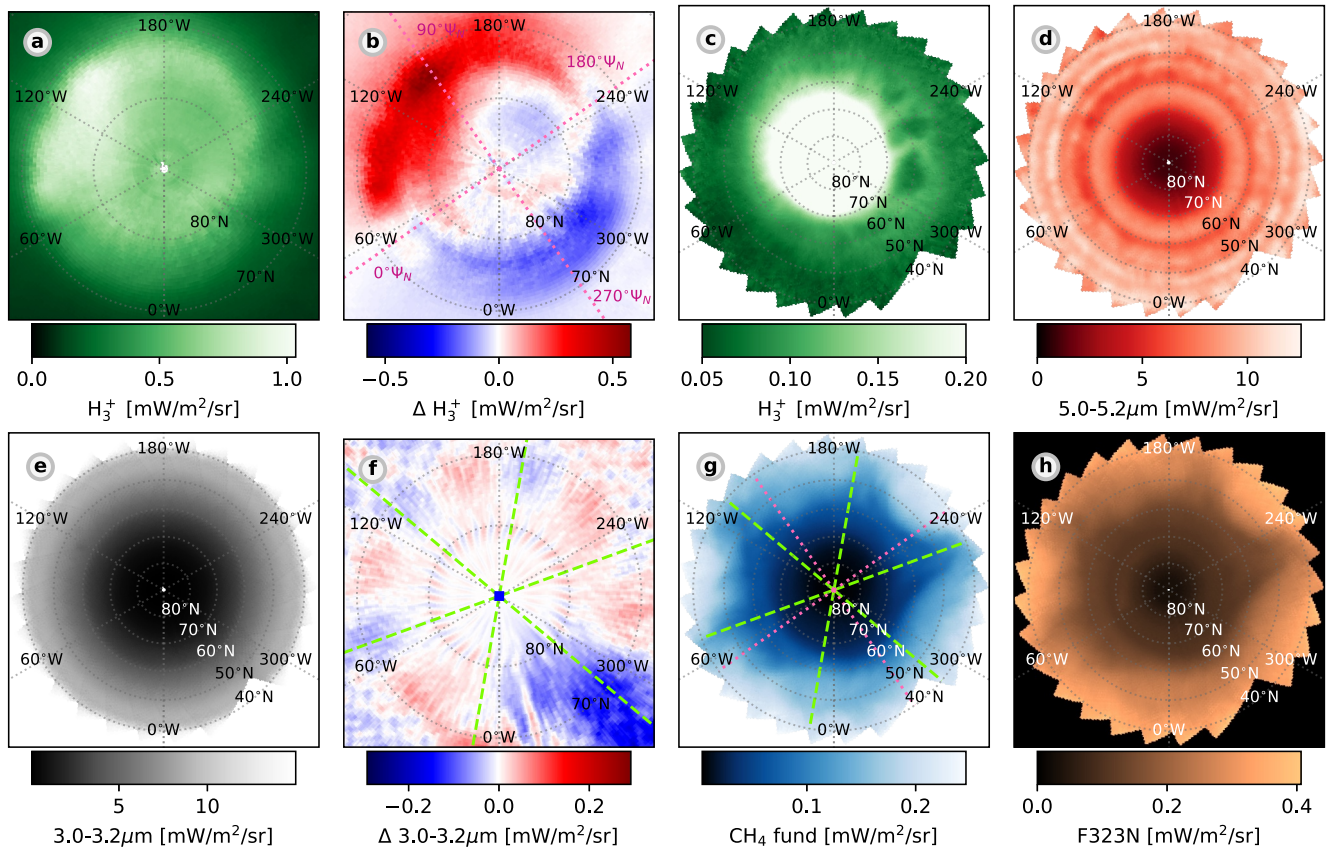 a
180°W
120°W
240°W
80°N
60°W
300°W
70°N
0°W
0.0 0.5 1.0
H₃⁺ [mW/m²/sr]
b
90°Ψ_N
180°W
180°Ψ_N
120°W
240°W
80°N
60°W
300°W
0°Ψ_N
70°N
270°Ψ_N
0°W
−0.5 0.0 0.5
Δ H₃⁺ [mW/m²/sr]
c
180°W
120°W
240°W
80°N
70°N
60°N
60°W
300°W
50°N
40°N
0°W
0.05 0.10 0.15 0.20
H₃⁺ [mW/m²/sr]
d
180°W
120°W
240°W
80°N
70°N
60°N
60°W
300°W
50°N
40°N
0°W
0 5 10
5.0-5.2μm [mW/m²/sr]
e
180°W
120°W
240°W
80°N
70°N
60°N
60°W
300°W
50°N
40°N
0°W
5 10
3.0-3.2μm [mW/m²/sr]
f
180°W
120°W
240°W
80°N
60°W
300°W
70°N
0°W
−0.2 0.0 0.2
Δ 3.0-3.2μm [mW/m²/sr]
g
180°W
120°W
240°W
80°N
70°N
60°N
60°W
300°W
50°N
40°N
0°W
0.1 0.2
CH₄ fund [mW/m²/sr]
h
180°W
120°W
240°W
80°N
70°N
60°N
60°W
300°W
50°N
40°N
0°W
0.0 0.2 0.4
F323N [mW/m²/sr]